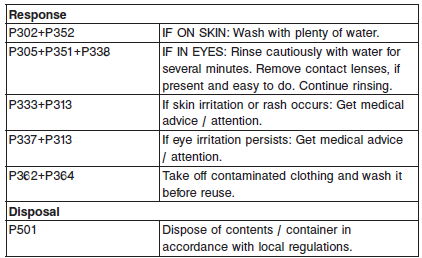 Response
P302+P352 IF ON SKIN: Wash with plenty of water.
P305+P351+P338 IF IN EYES: Rinse cautiously with water for
several minutes. Remove contact lenses, if
present and easy to do. Continue rinsing.
P333+P313 If skin irritation or rash occurs: Get medical
advice / attention.
P337+P313 If eye irritation persists: Get medical advice
/ attention.
P362+P364 Take off contaminated clothing and wash it
before reuse.
Disposal
P501 Dispose of contents / container in
accordance with local regulations.